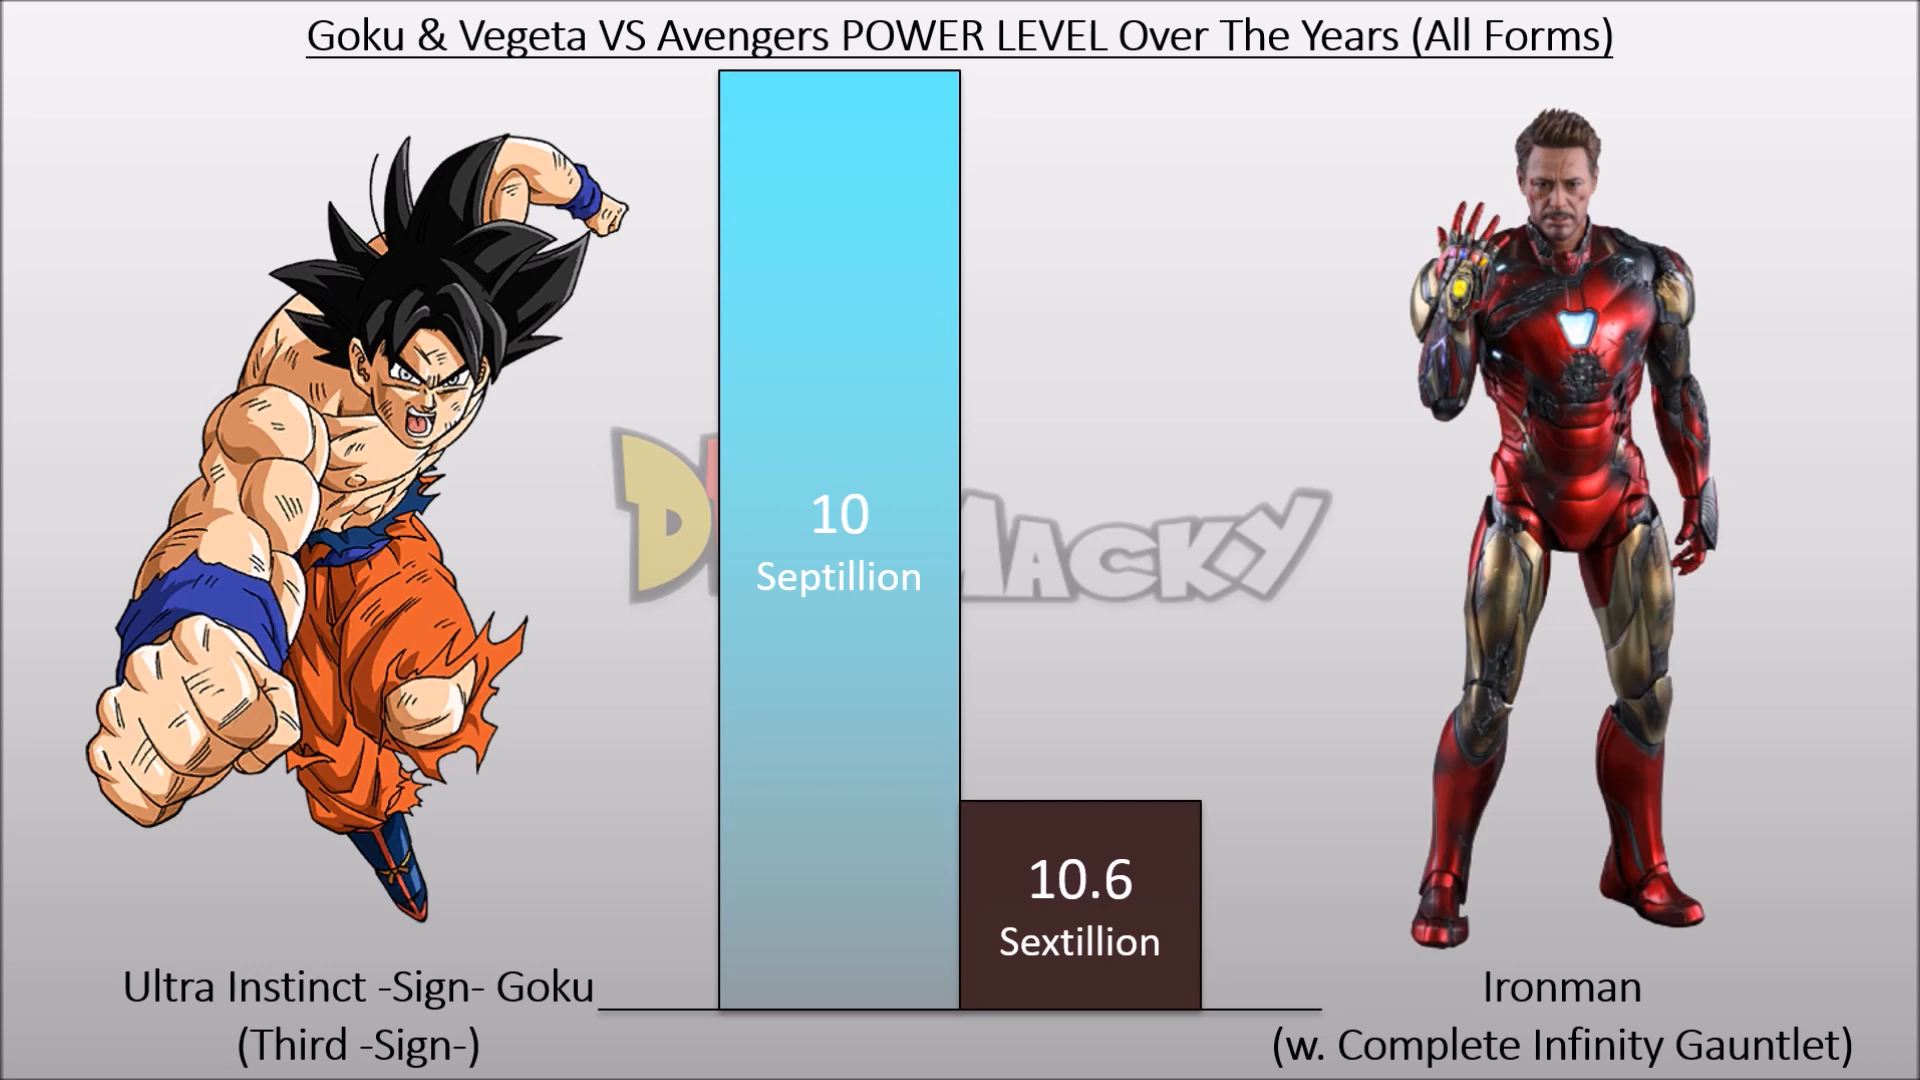 Goku & Vegeta VS Avengers POWER LEVEL Over The Years (All Forms)
10
Septillion
MACKY
10.6
Sextillion
Ultra Instinct -Sign- Goku
(Third -Sign-)
Ironman
(w. Complete Infinity Gauntlet)